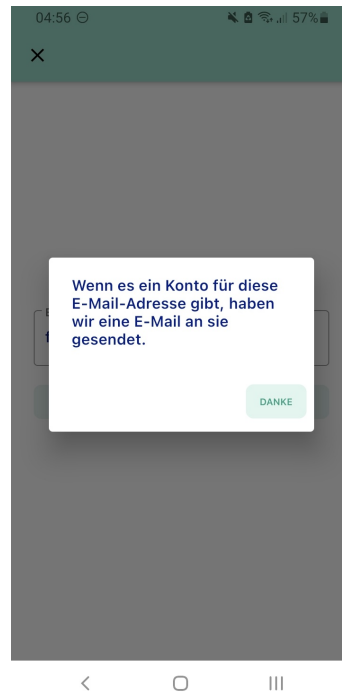 04:56
57%
Wenn es ein Konto für diese
E-Mail-Adresse gibt, haben
wir eine E-Mail an sie
gesendet.
DANKE